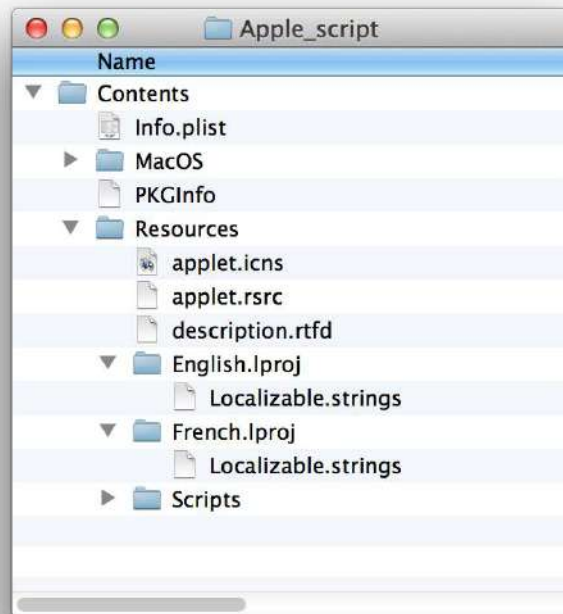 Apple_script
Name
Contents
Info.plist
MacOS
PKGInfo
Resources
applet.icns
applet.rsrc
description.rtfd
English.lproj
Localizable.strings
French.lproj
Localizable.strings
Scripts